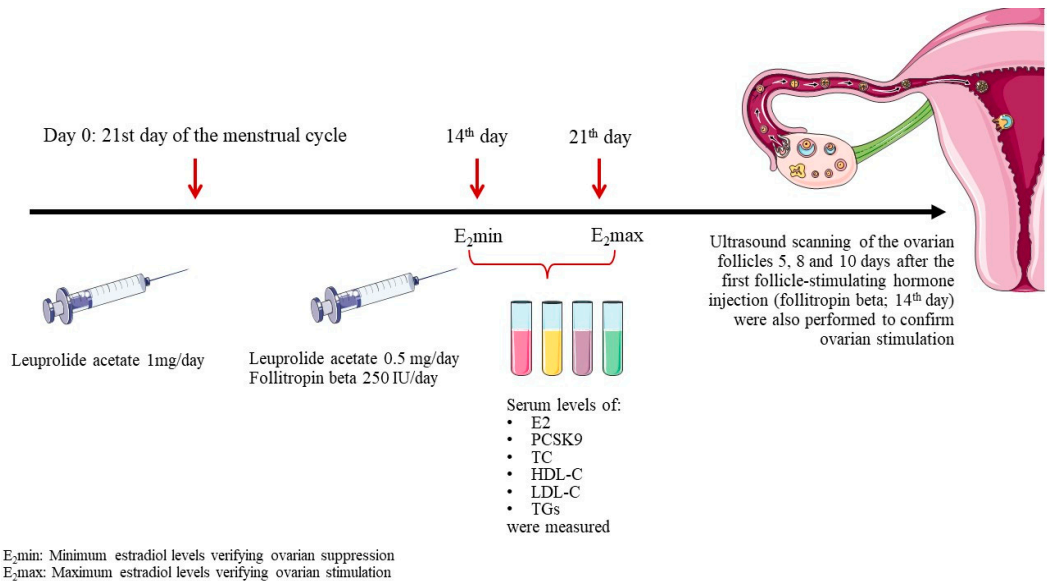 Day 0: 21st day of the menstrual cycle
14th day
21th day
E2min
E2max
Leuprolide acetate 1mg/day
Leuprolide acetate 0.5 mg/day
Follitropin beta 250 IU/day
Ultrasound scanning of the ovarian
follicles 5, 8 and 10 days after the
first follicle-stimulating hormone
injection (follitropin beta; 14th day)
were also performed to confirm
ovarian stimulation
Serum levels of:
• E2
• PCSK9
• TC
• HDL-C
• LDL-C
• TGs
were measured
E2min: Minimum estradiol levels verifying ovarian suppression
E2max: Maximum estradiol levels verifying ovarian stimulation